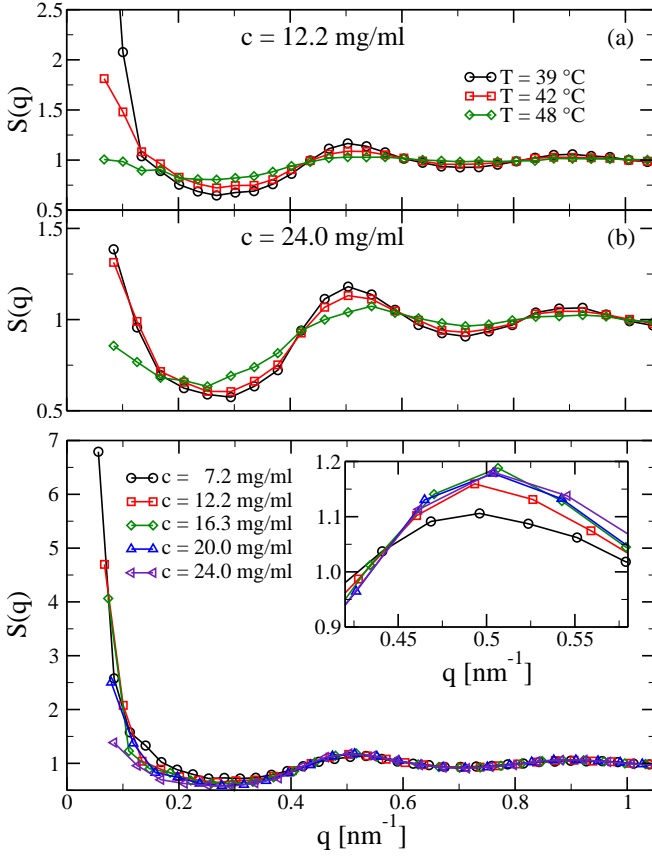 2.5
c = 12.2 mg/ml
(a)
2
T = 39 °C
T = 42 °C
T = 48 °C
1.5
1
0.5
S(q)
1.5
c = 24.0 mg/ml
(b)
1
0.5
S(q)
7
6
5
4
3
2
1
S(q)
c = 7.2 mg/ml
c = 12.2 mg/ml
c = 16.3 mg/ml
c = 20.0 mg/ml
c = 24.0 mg/ml
1.2
1.1
1.0
0.9
0.45 0.5 0.55
q [nm⁻¹]
0 0.2 0.4 0.6 0.8 1
q [nm⁻¹]